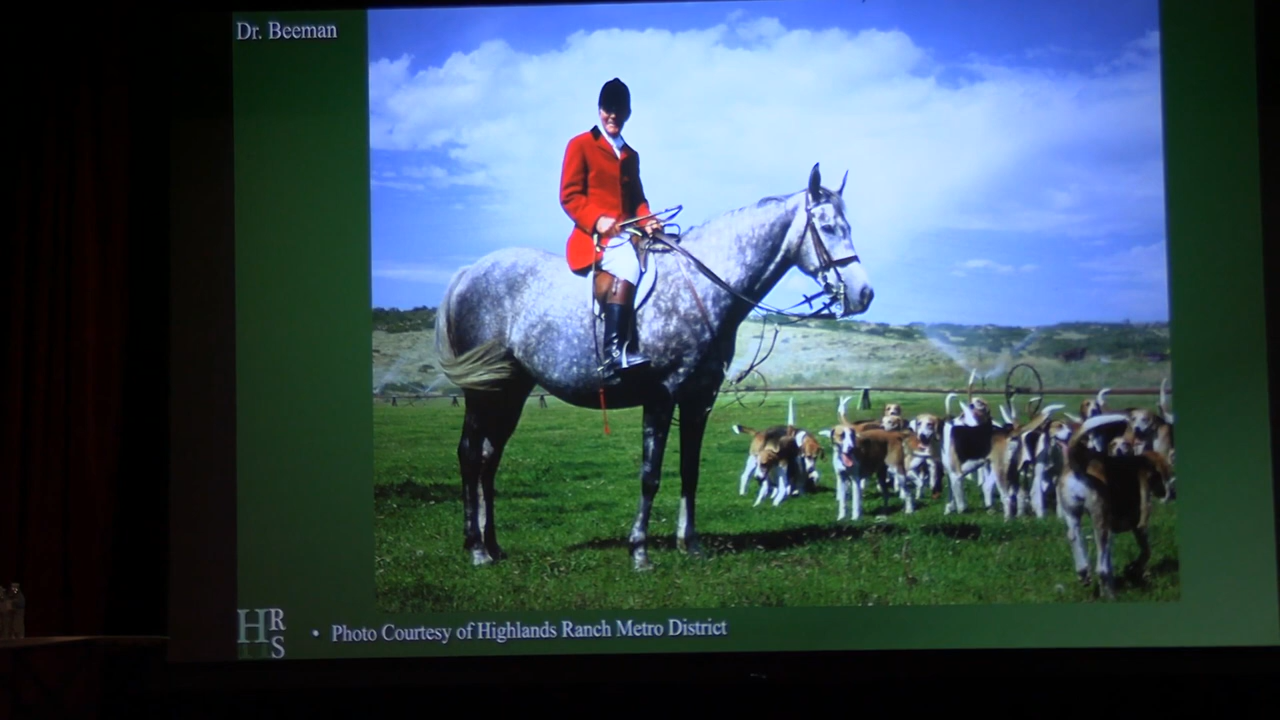 Dr. Beeman
HRS
• Photo Courtesy of Highlands Ranch Metro District